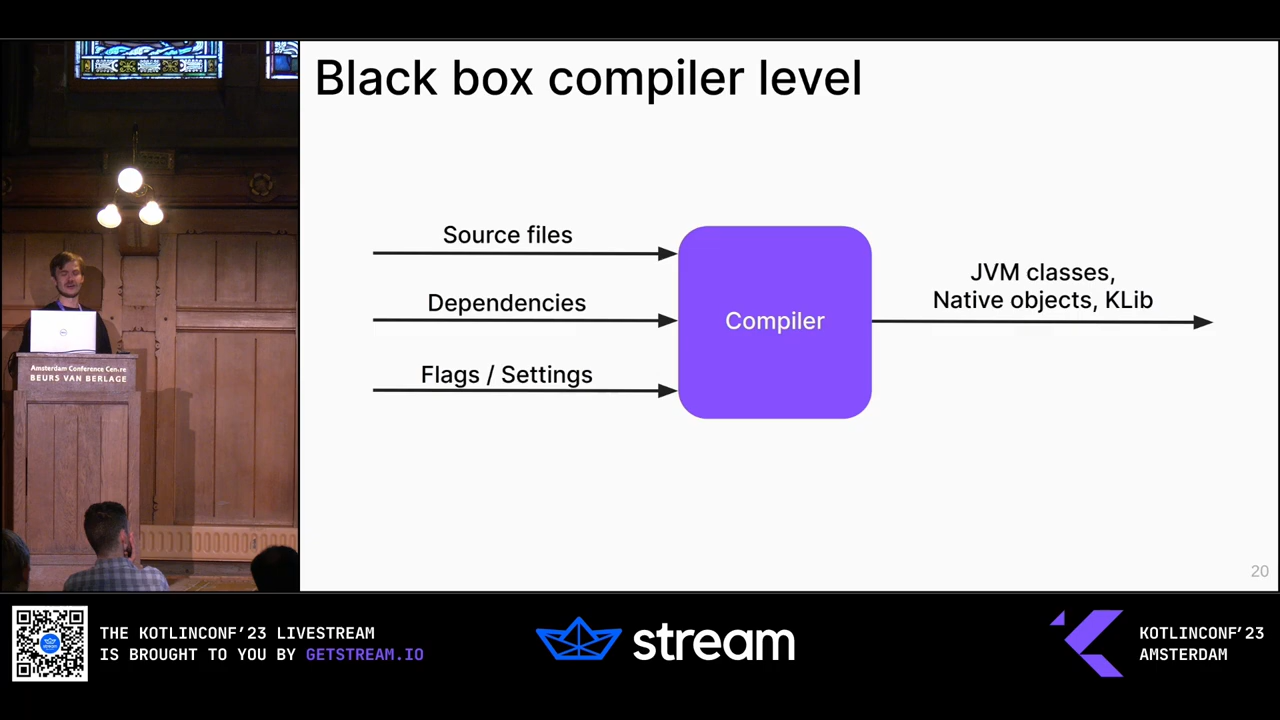 Black box compiler level
Source files
Dependencies
Flags / Settings
Compiler
JVM classes,
Native objects, KLib
20
Amsterdam Conference Centre
BEURS VAN BERLAGE
DELL
THE KOTLINCONF’23 LIVESTREAM
IS BROUGHT TO YOU BY GETSTREAM.IO
stream
KOTLINCONF’23
AMSTERDAM